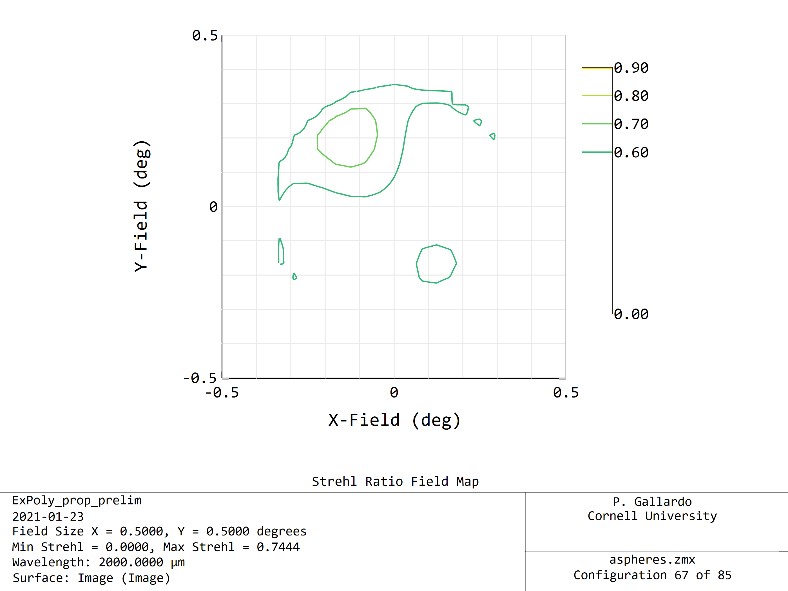 0.5
0
-0.5
-0.5
0
0.5
Y-Field (deg)
X-Field (deg)
0.90
0.80
0.70
0.60
0.00
Strehl Ratio Field Map
ExPoly_prop_prelim
2021-01-23
Field Size X = 0.5000, Y = 0.5000 degrees
Min Strehl = 0.0000, Max Strehl = 0.7444
Wavelength: 2000.0000 μm
Surface: Image (Image)
P. Gallardo
Cornell University
aspheres.zmx
Configuration 67 of 85